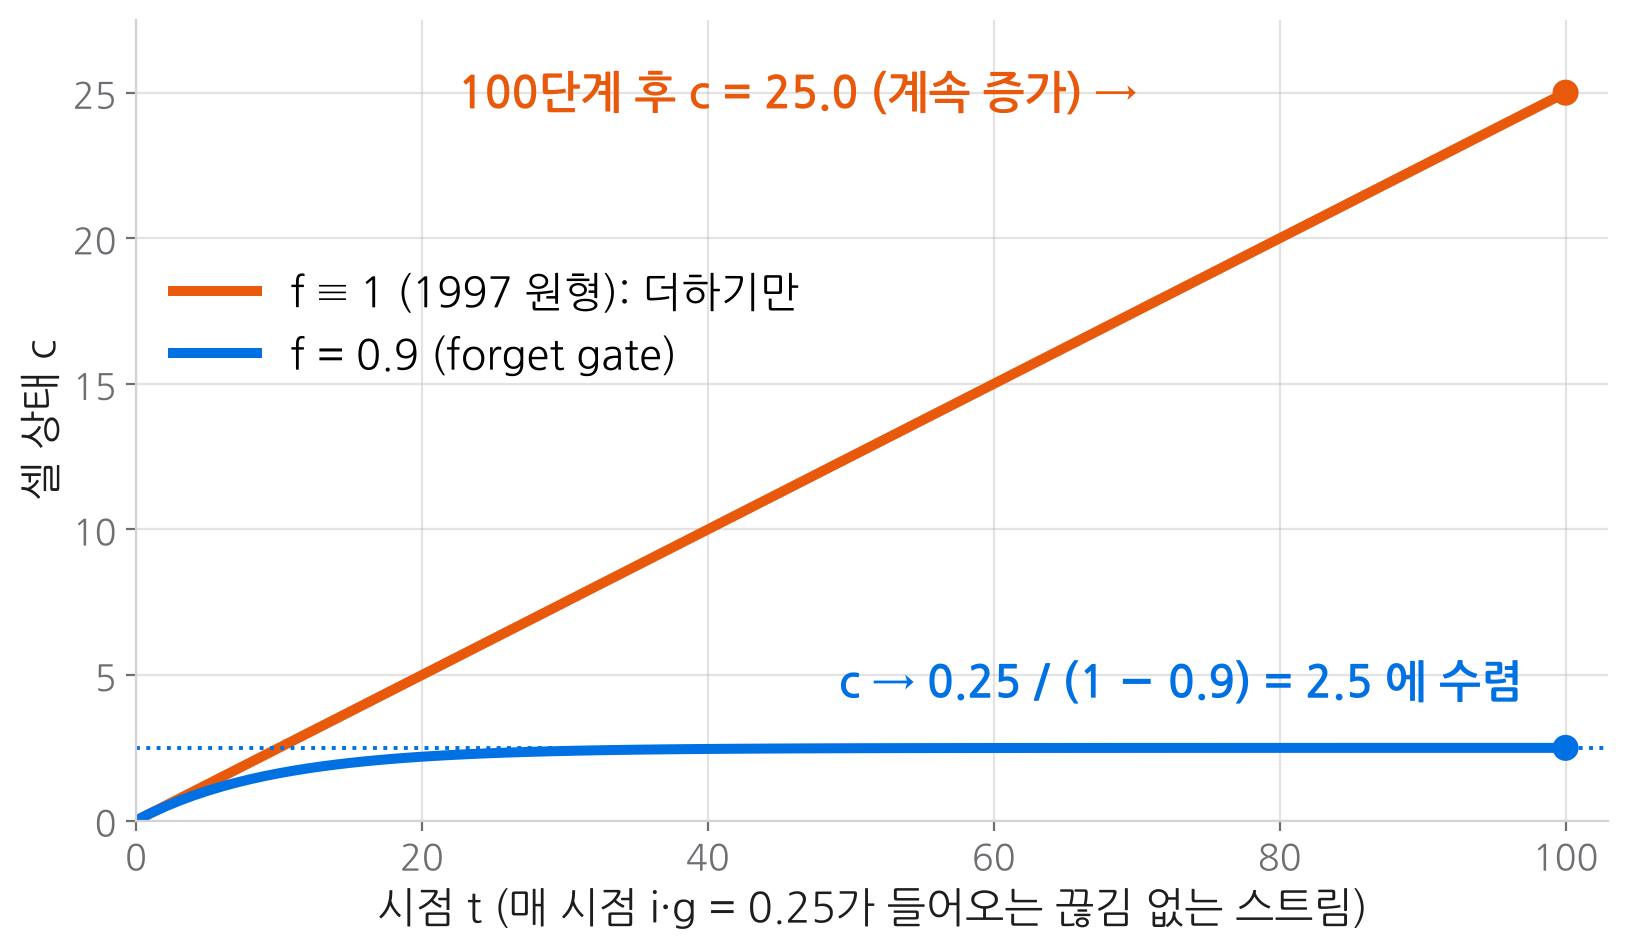 25
20
15
10
5
0
셀 상태 c
100단계 후 c = 25.0 (계속 증가) →
f ≡ 1 (1997 원형): 더하기만
f = 0.9 (forget gate)
c → 0.25 / (1 − 0.9) = 2.5 에 수렴
0 20 40 60 80 100
시점 t (매 시점 i·g = 0.25가 들어오는 끊김 없는 스트림)